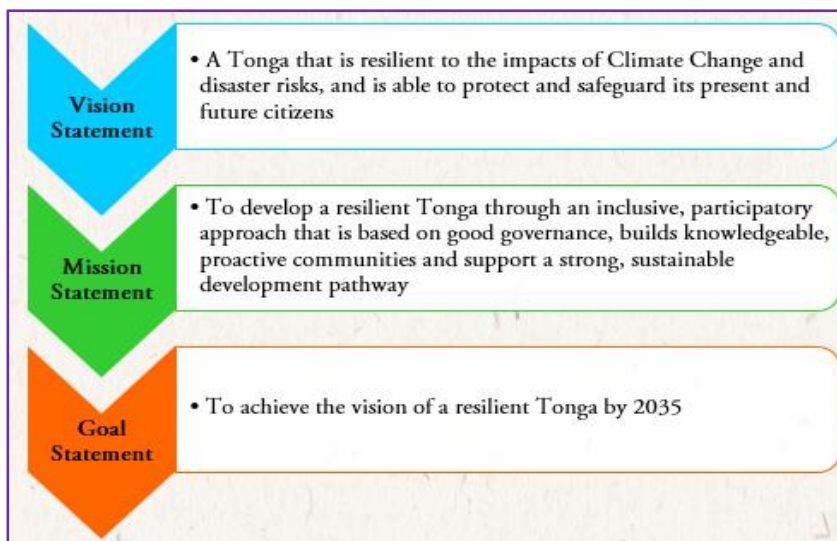 Vision
Statement
• A Tonga that is resilient to the impacts of Climate Change and
disaster risks, and is able to protect and safeguard its present and
future citizens
Mission
Statement
• To develop a resilient Tonga through an inclusive, participatory
approach that is based on good governance, builds knowledgeable,
proactive communities and support a strong, sustainable
development pathway
Goal
Statement
• To achieve the vision of a resilient Tonga by 2035